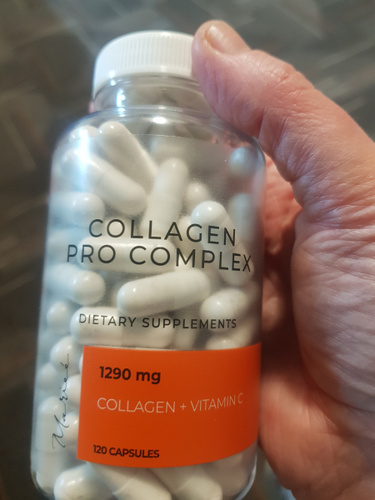 COLLAGEN
PRO COMPLEX
DIETARY SUPPLEMENTS
1290 mg
COLLAGEN + VITAMIN C
120 CAPSULES